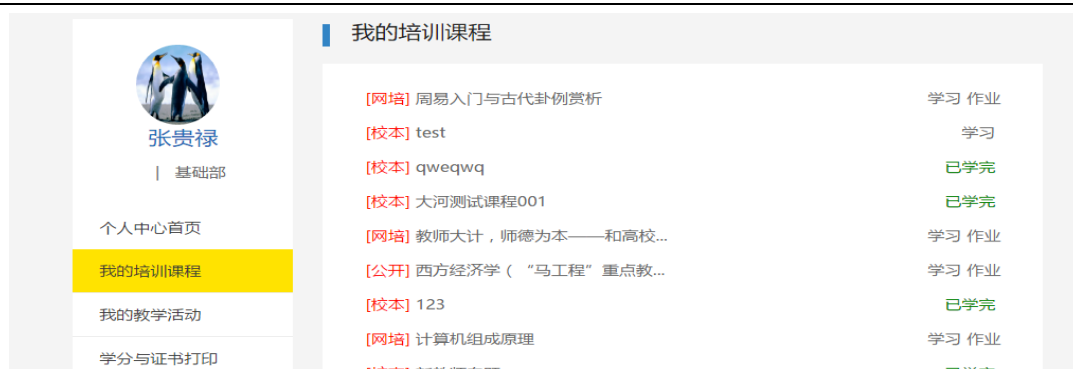 我的培训课程
张贵禄
| 基础部
个人中心首页
我的培训课程
我的教学活动
学分与证书打印
[网培] 周易入门与古代卦例赏析 学习 作业
[校本] test 学习
[校本] qweqwq 已学完
[校本] 大河测试课程001 已学完
[网培] 教师大计，师德为本——和高校... 学习 作业
[公开] 西方经济学（ “马工程”重点教... 学习 作业
[校本] 123 已学完
[网培] 计算机组成原理 学习 作业